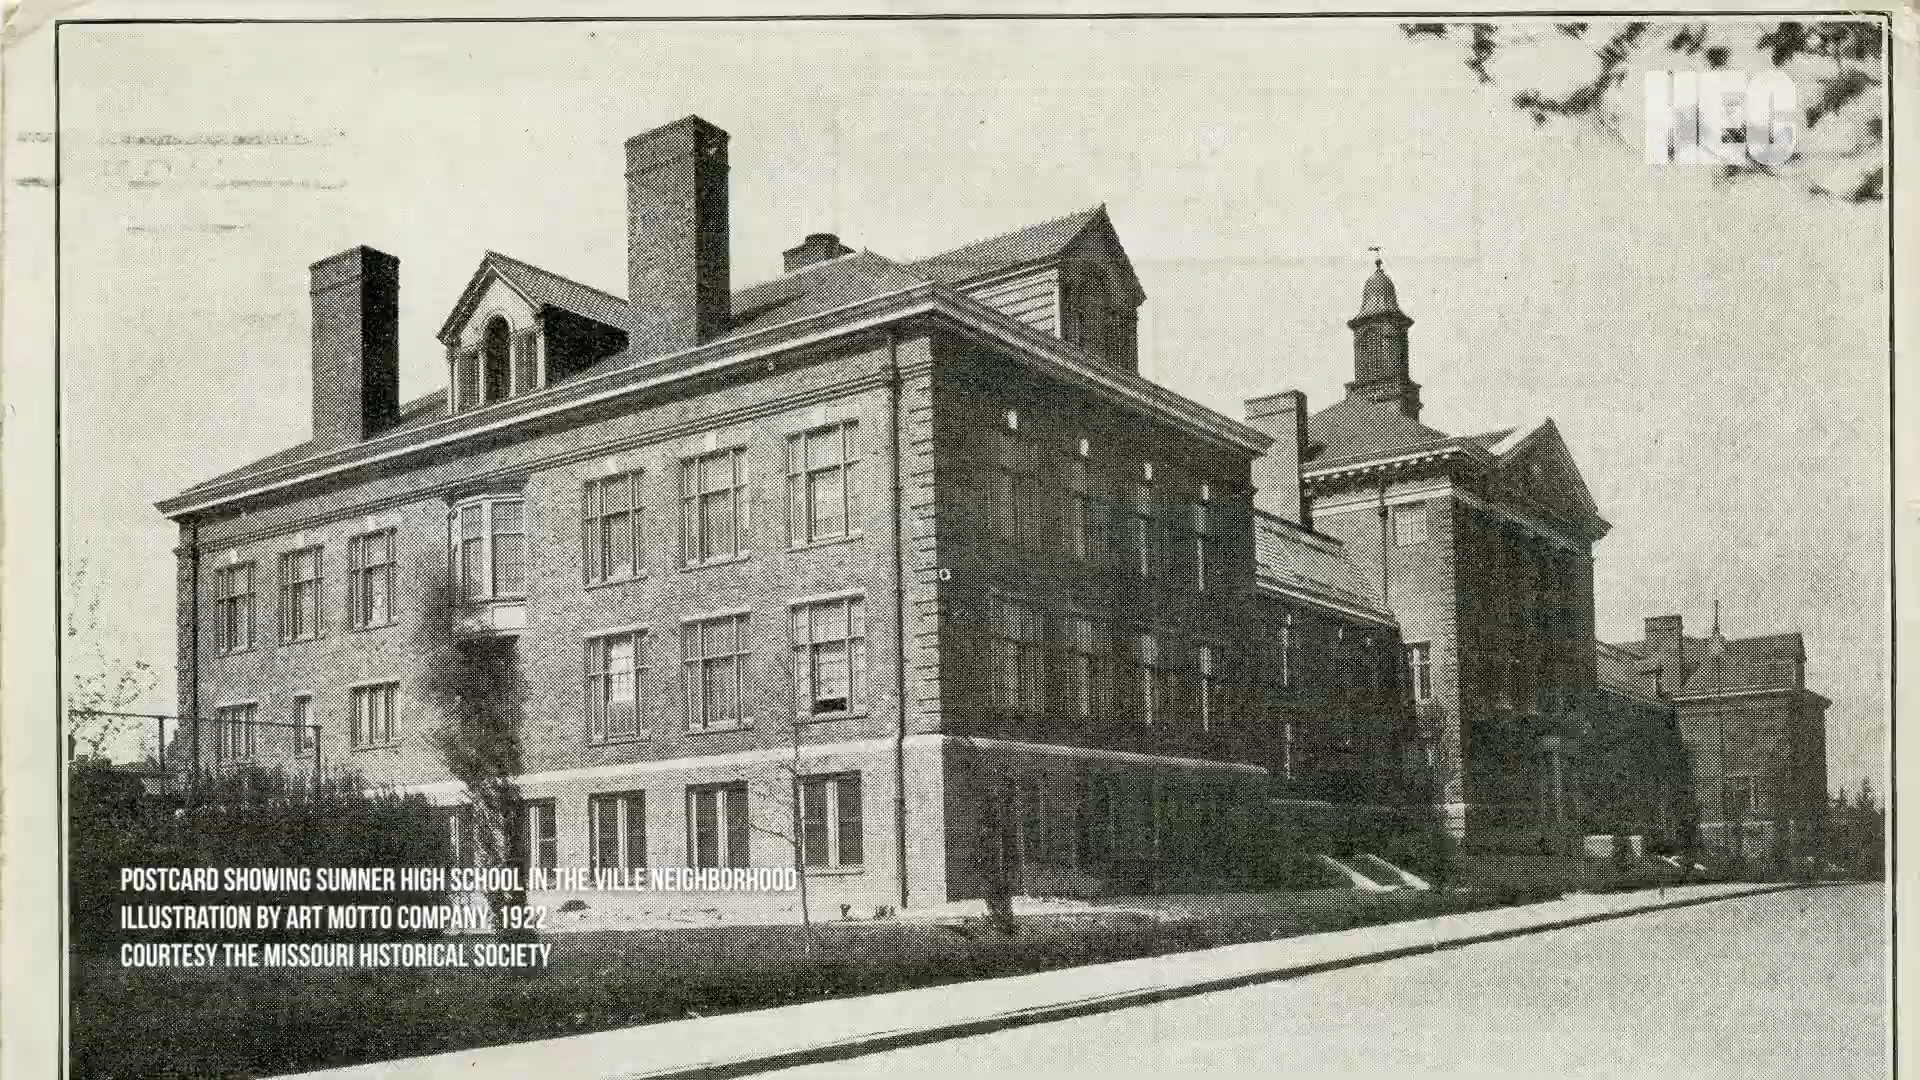 HEC
POSTCARD SHOWING SUMNER HIGH SCHOOL IN THE VILLE NEIGHBORHOOD
ILLUSTRATION BY ART MOTTO COMPANY, 1922
COURTESY THE MISSOURI HISTORICAL SOCIETY